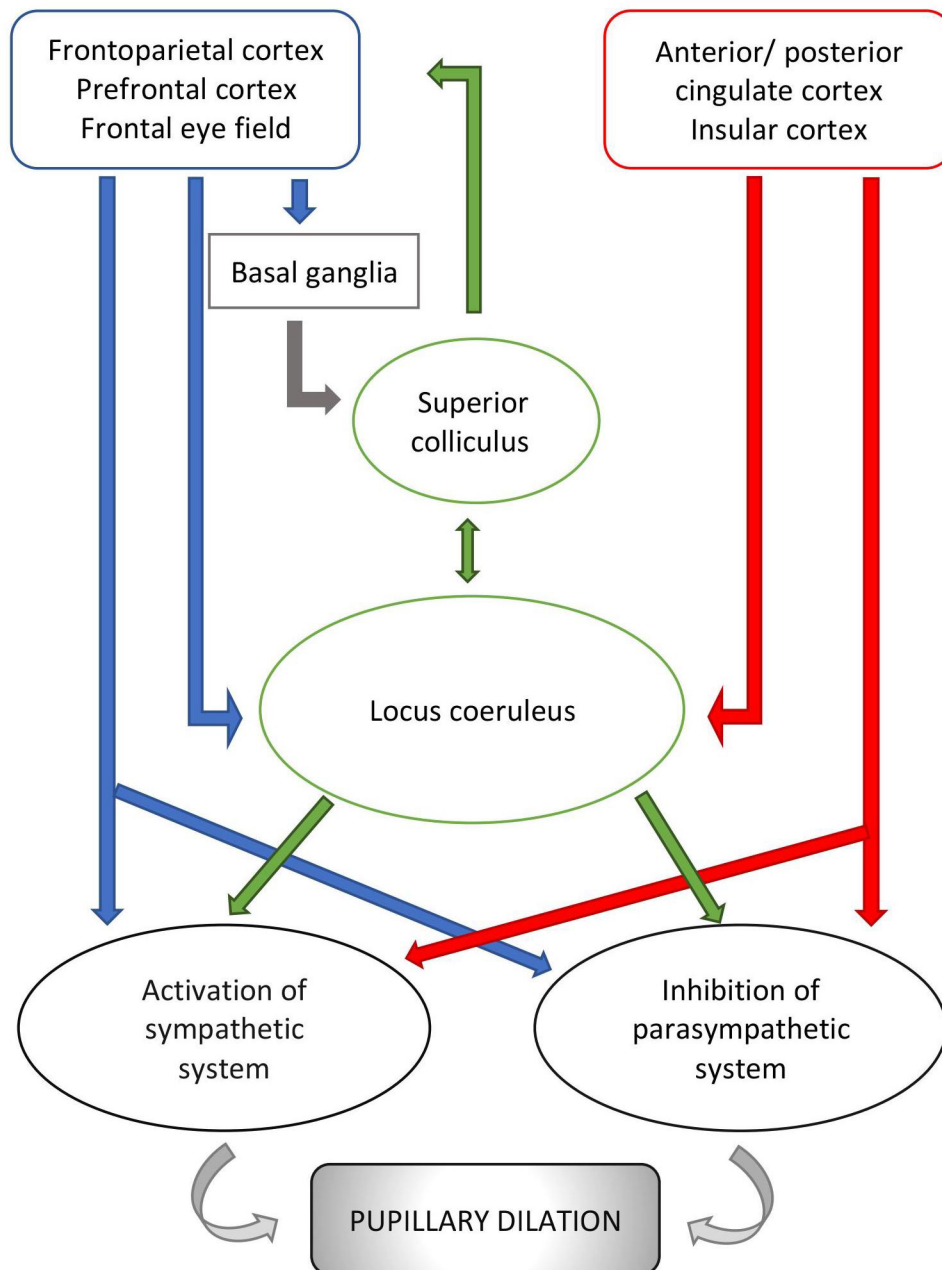 Frontoparietal cortex
Prefrontal cortex
Frontal eye field
Anterior/ posterior
cingulate cortex
Insular cortex
Basal ganglia
Superior
colliculus
Locus coeruleus
Activation of
sympathetic
system
Inhibition of
parasympathetic
system
PUPILLARY DILATION